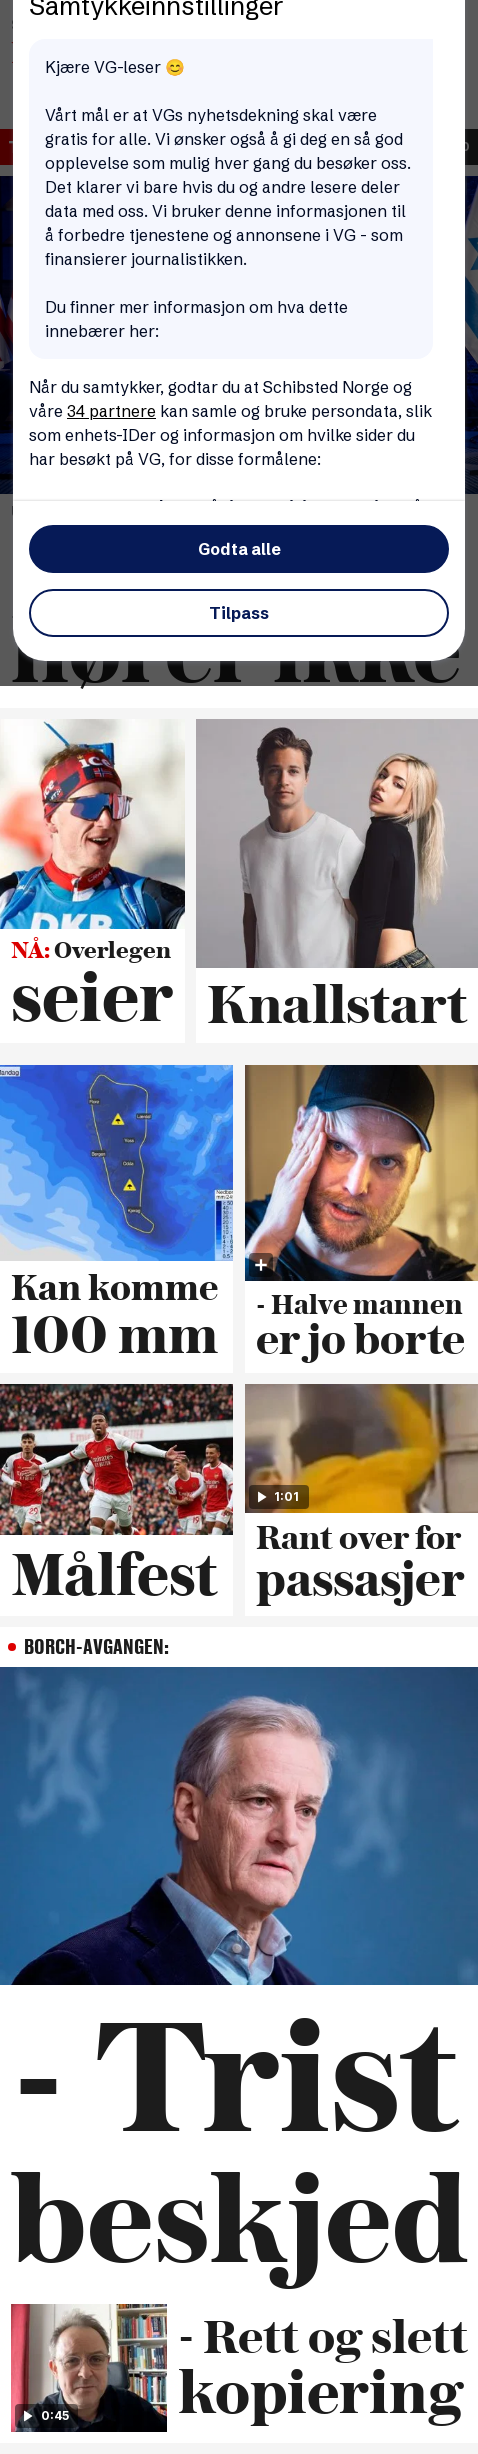 Samtykkeinnstillinger
Kjære VG-leser 😊
Vårt mål er at VGs nyhetsdekning skal være
gratis for alle. Vi ønsker også å gi deg en så god
opplevelse som mulig hver gang du besøker oss.
Det klarer vi bare hvis du og andre lesere deler
data med oss. Vi bruker denne informasjonen til
å forbedre tjenestene og annonsene i VG - som
finansierer journalistikken.
Du finner mer informasjon om hva dette
innebærer her:
Når du samtykker, godtar du at Schibsted Norge og
våre 34 partnere kan samle og bruke persondata, slik
som enhets-IDer og informasjon om hvilke sider du
har besøkt på VG, for disse formålene:
Godta alle
Tilpass
hører ikke
NÅ: Overlegen
seier
Knallstart
Kan komme
100 mm
- Halve mannen
er jo borte
Målfest
1:01
Rant over for
passasjer
BORCH-AVGANGEN:
- Trist
beskjed
0:45
- Rett og slett
kopiering